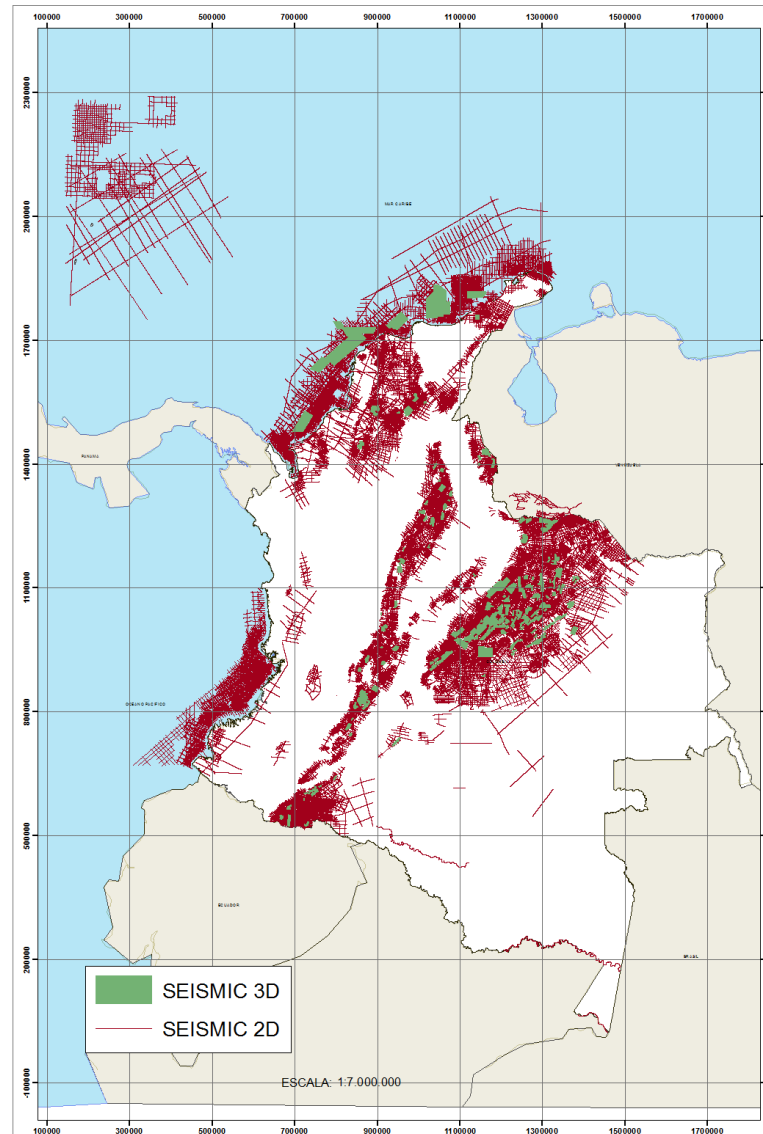 100000 300000 500000 700000 900000 1100000 1300000 1500000 1700000
2300000
2000000
MAR CARIBE
1700000
PANAMA
1400000
VENEZUELA
1100000
OCEANO PACIFICO
800000
500000
ECUADOR
200000
BRASIL
SEISMIC 3D
SEISMIC 2D
ESCALA: 1:7.000.000
-100000
100000 300000 500000 700000 900000 1100000 1300000 1500000 1700000